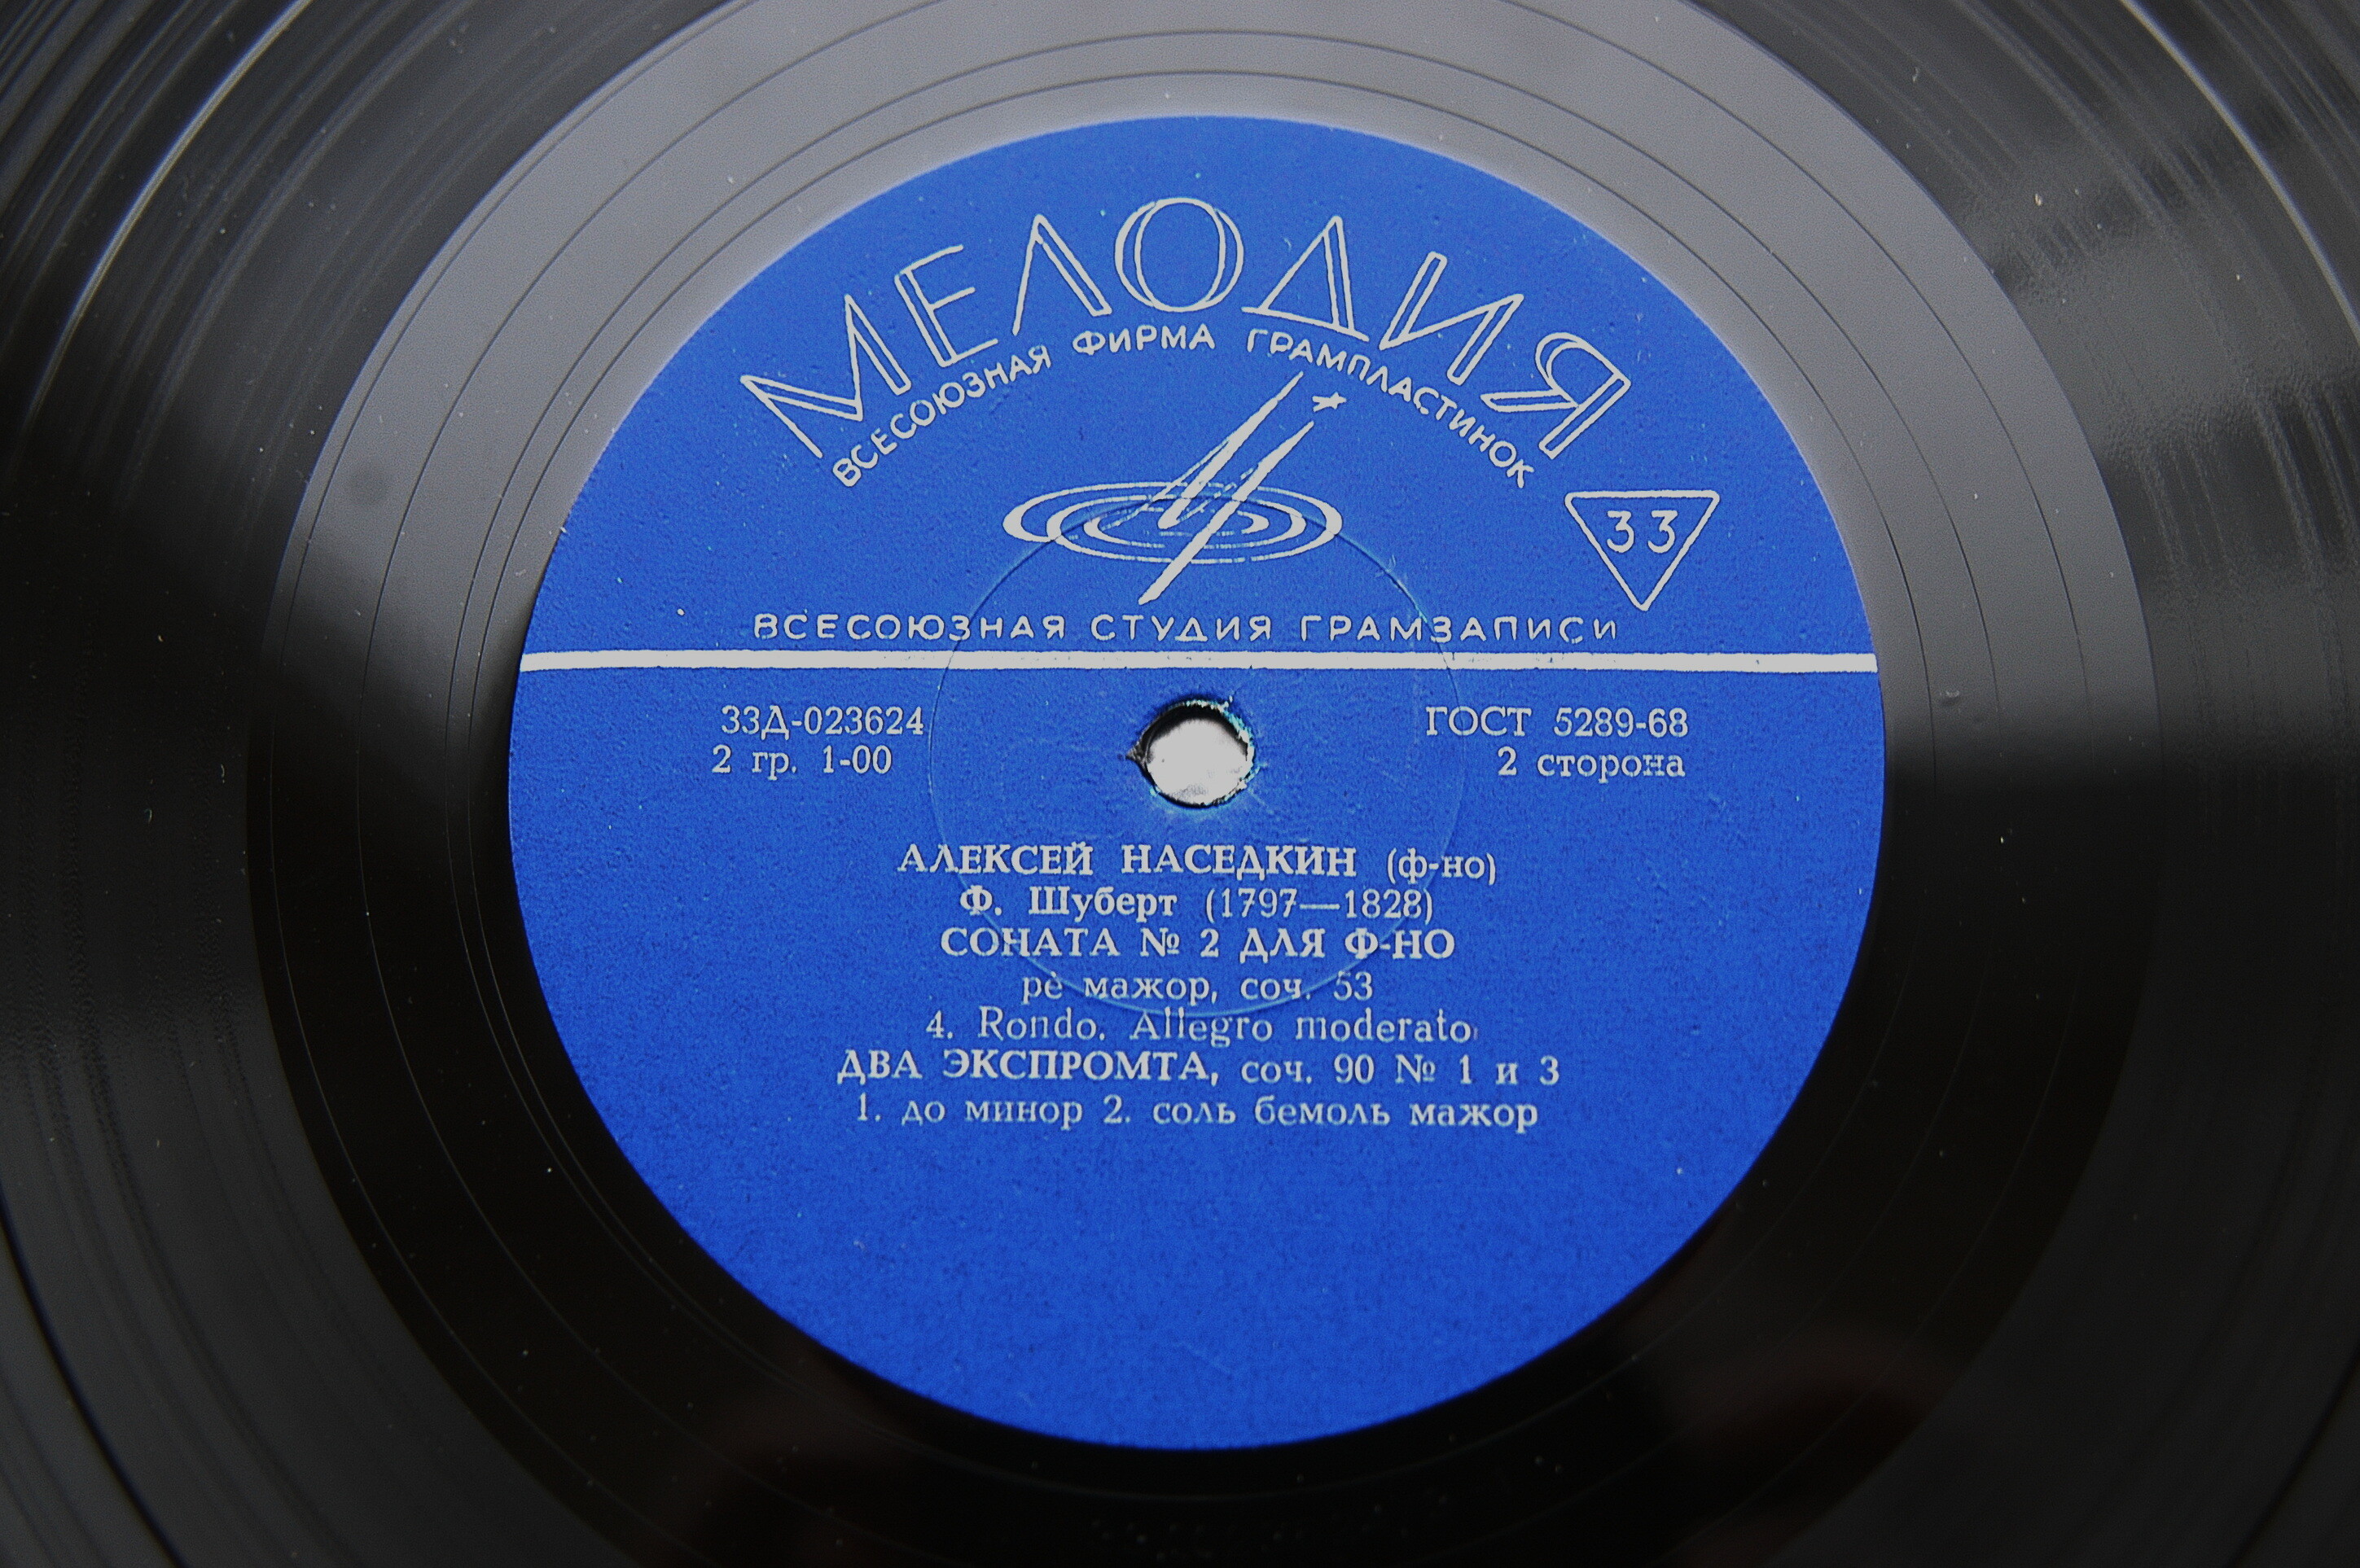 МЕЛОДИЯ
ВСЕСОЮЗНАЯ ФИРМА ГРАМПЛАСТИНОК
33
ВСЕСОЮЗНАЯ СТУДИЯ ГРАМЗАПИСИ
33Д-023624
2 гр. 1-00
ГОСТ 5289-68
2 сторона
АЛЕКСЕЙ НАСЕДКИН (ф-но)
Ф. Шуберт (1797—1828)
СОНАТА № 2 ДЛЯ Ф-НО
ре мажор, соч. 53
4. Rondo. Allegro moderato
ДВА ЭКСПРОМТА, соч. 90 № 1 и 3
1. до минор 2. соль бемоль мажор